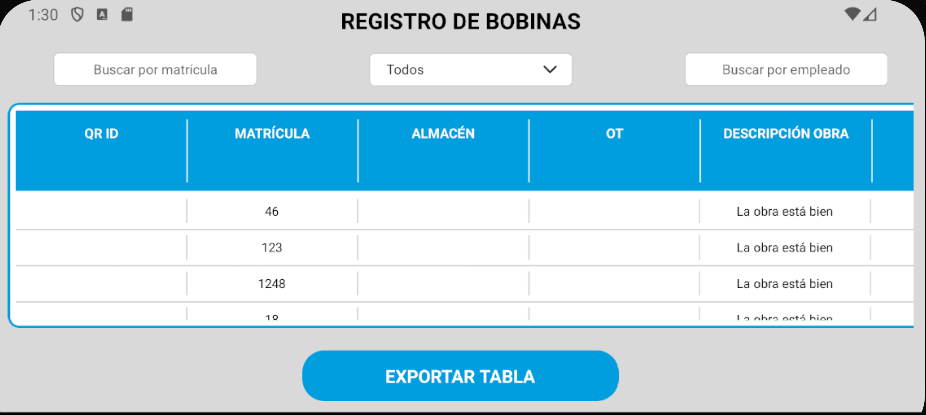 1:30
REGISTRO DE BOBINAS
Buscar por matrícula Todos Buscar por empleado
QR ID MATRÍCULA ALMACÉN OT DESCRIPCIÓN OBRA
46 La obra está bien
123 La obra está bien
1248 La obra está bien
18 La obra está bien
EXPORTAR TABLA